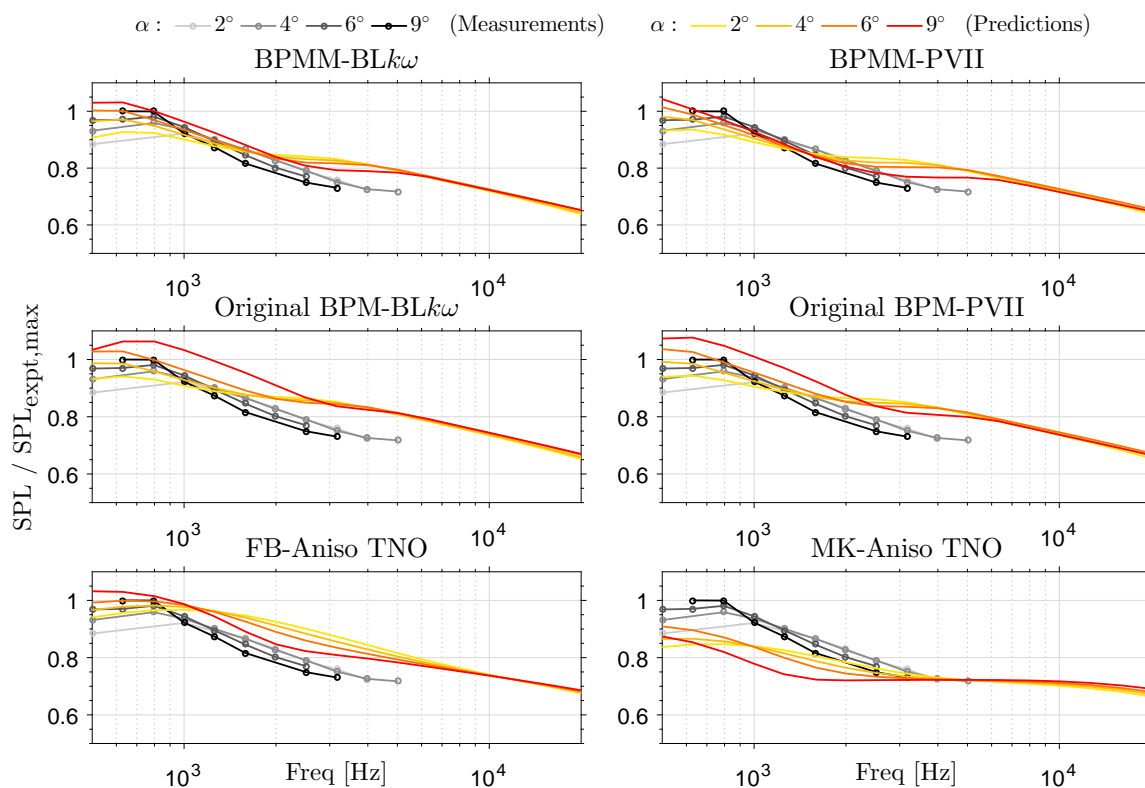 α : 2° 4° 6° 9° (Measurements) α : 2° 4° 6° 9° (Predictions)
BPMM-BLkω BPMM-PVII
1 1
0.8 0.8
0.6 0.6
10³ 10⁴ 10³ 10⁴
Original BPM-BLkω Original BPM-PVII
1 1
0.8 0.8
0.6 0.6
SPL / SPLexpt,max
10³ 10⁴ 10³ 10⁴
FB-Aniso TNO MK-Aniso TNO
1 1
0.8 0.8
0.6 0.6
10³ 10⁴ 10³ 10⁴
Freq [Hz] Freq [Hz]